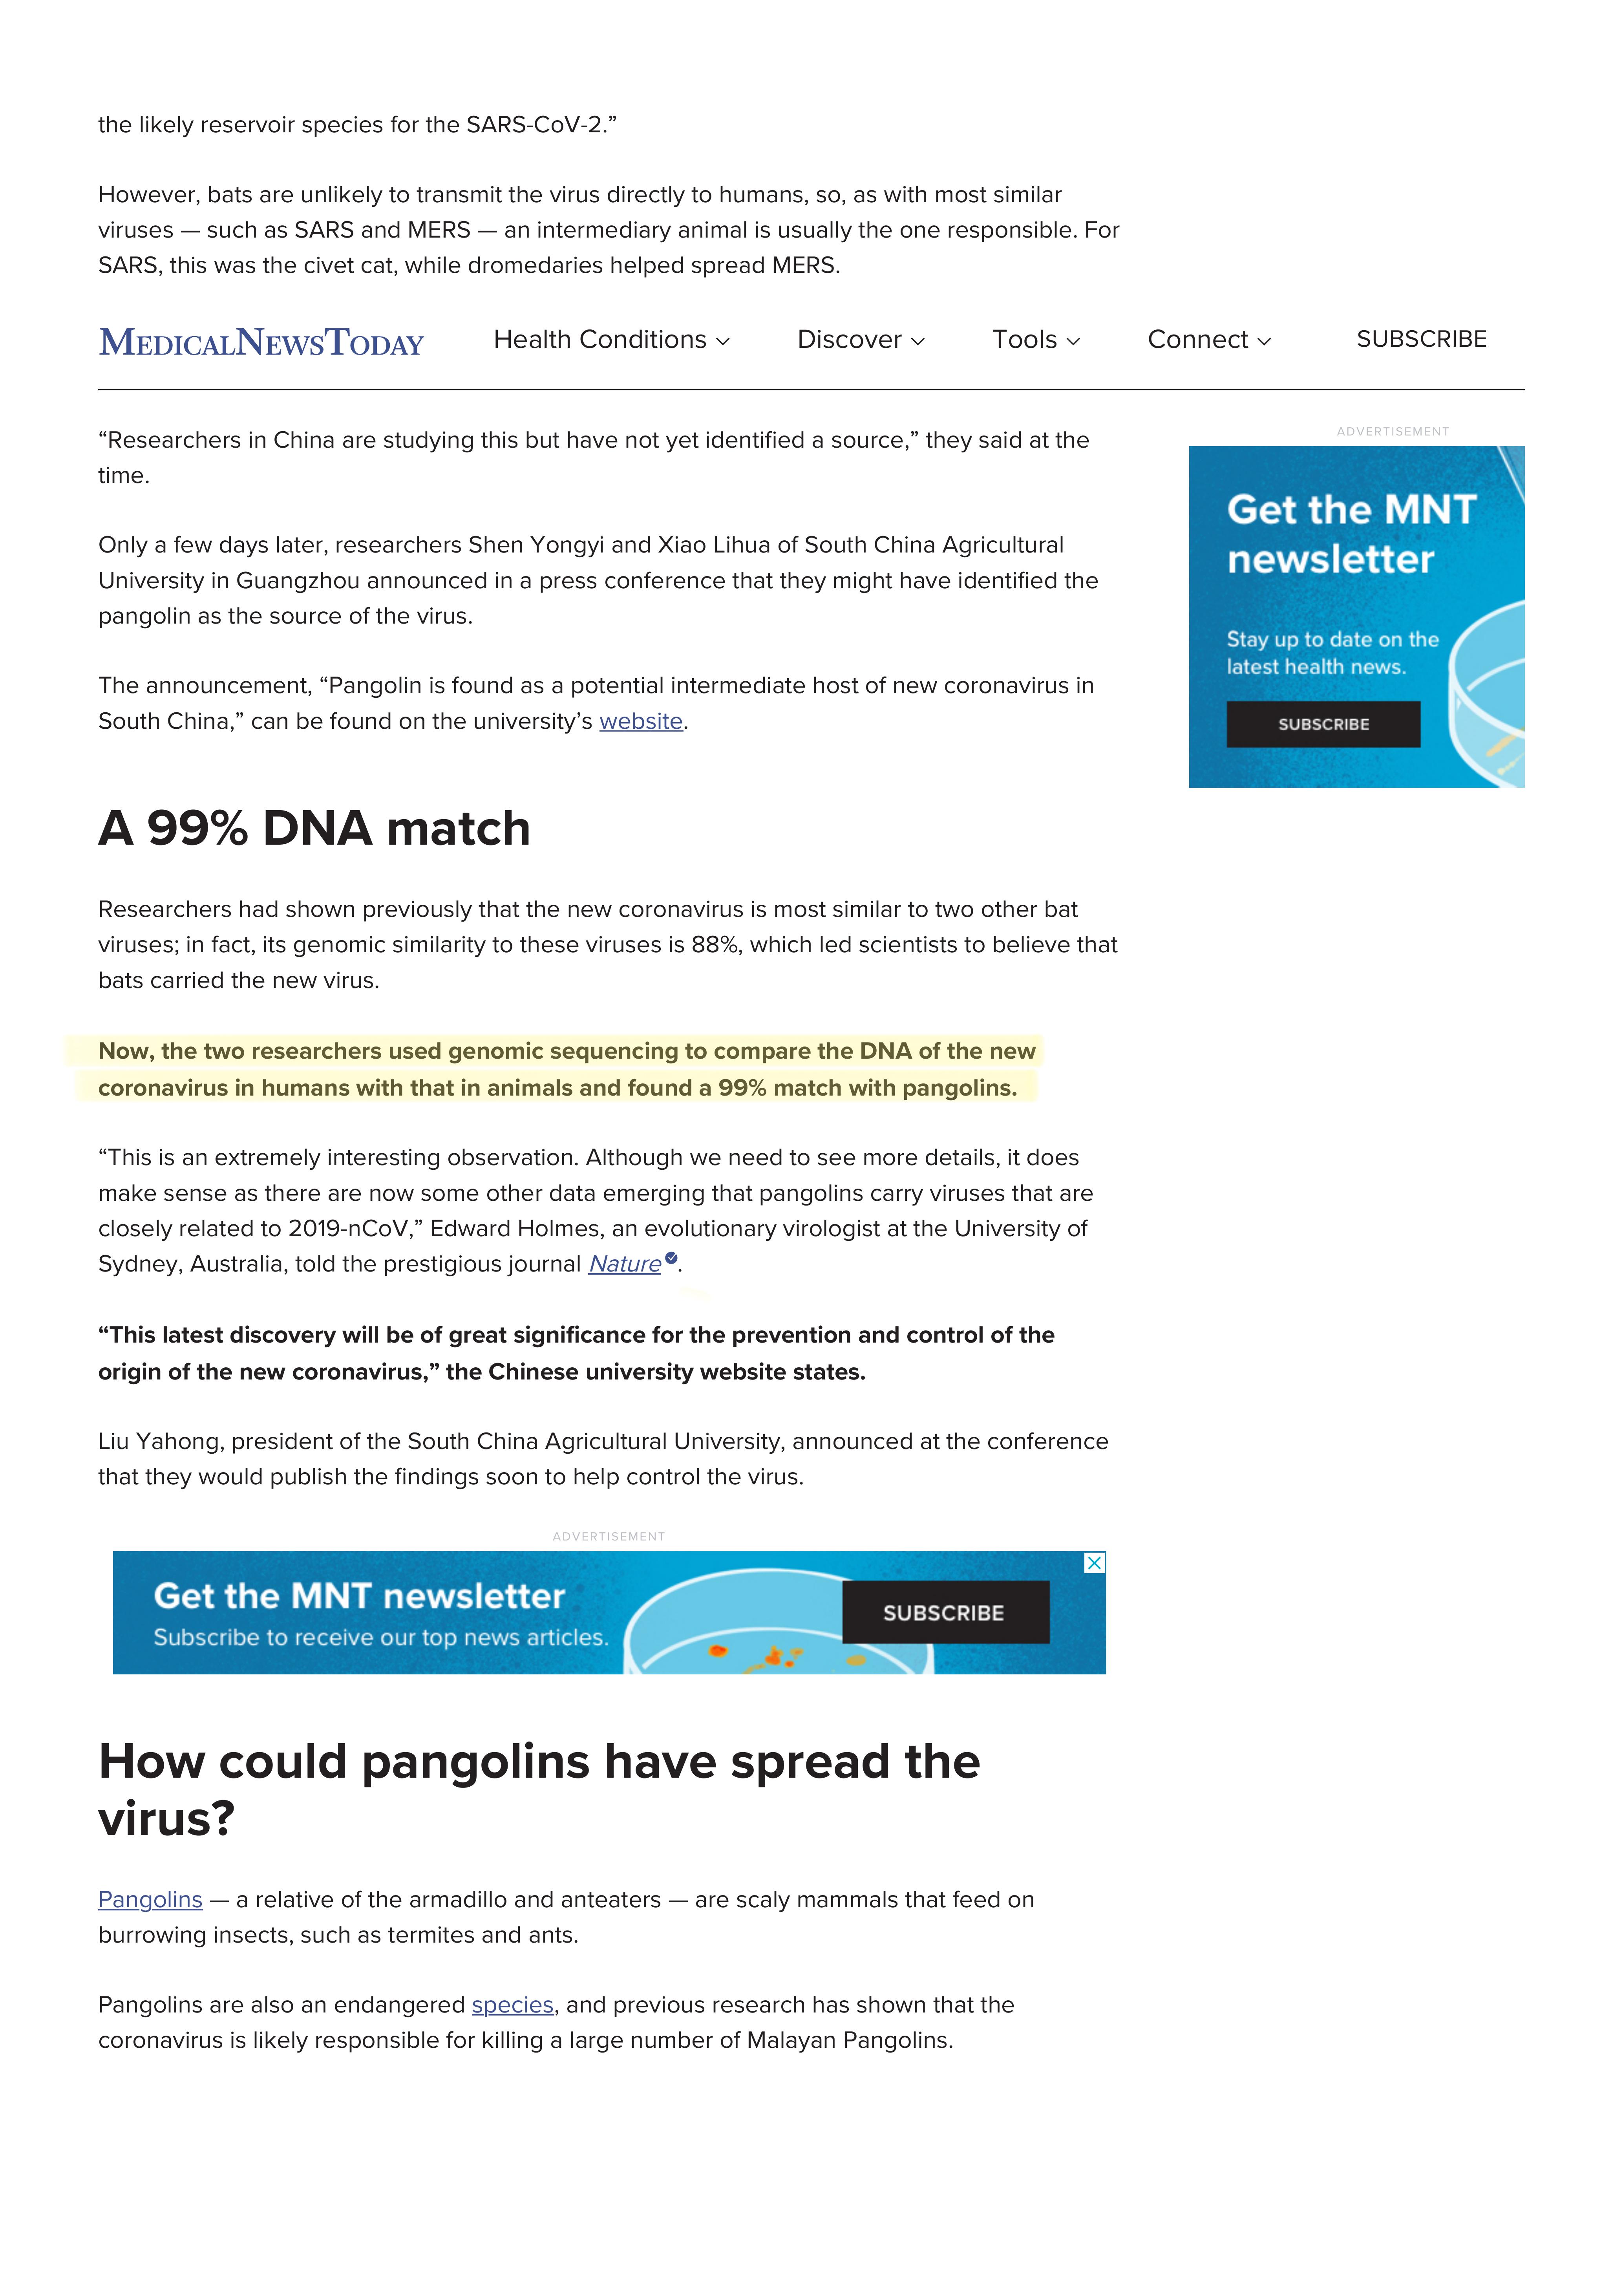 the likely reservoir species for the SARS-CoV-2.”
However, bats are unlikely to transmit the virus directly to humans, so, as with most similar
viruses — such as SARS and MERS — an intermediary animal is usually the one responsible. For
SARS, this was the civet cat, while dromedaries helped spread MERS.
MEDICALNEWSTODAY Health Conditions Discover Tools Connect SUBSCRIBE
“Researchers in China are studying this but have not yet identified a source,” they said at the
time.
Only a few days later, researchers Shen Yongyi and Xiao Lihua of South China Agricultural
University in Guangzhou announced in a press conference that they might have identified the
pangolin as the source of the virus.
The announcement, “Pangolin is found as a potential intermediate host of new coronavirus in
South China,” can be found on the university’s website.
ADVERTISEMENT
Get the MNT
newsletter
Stay up to date on the
latest health news.
SUBSCRIBE
A 99% DNA match
Researchers had shown previously that the new coronavirus is most similar to two other bat
viruses; in fact, its genomic similarity to these viruses is 88%, which led scientists to believe that
bats carried the new virus.
Now, the two researchers used genomic sequencing to compare the DNA of the new
coronavirus in humans with that in animals and found a 99% match with pangolins.
“This is an extremely interesting observation. Although we need to see more details, it does
make sense as there are now some other data emerging that pangolins carry viruses that are
closely related to 2019-nCoV,” Edward Holmes, an evolutionary virologist at the University of
Sydney, Australia, told the prestigious journal Nature.
“This latest discovery will be of great significance for the prevention and control of the
origin of the new coronavirus,” the Chinese university website states.
Liu Yahong, president of the South China Agricultural University, announced at the conference
that they would publish the findings soon to help control the virus.
ADVERTISEMENT
Get the MNT newsletter
Subscribe to receive our top news articles.
SUBSCRIBE
How could pangolins have spread the
virus?
Pangolins — a relative of the armadillo and anteaters — are scaly mammals that feed on
burrowing insects, such as termites and ants.
Pangolins are also an endangered species, and previous research has shown that the
coronavirus is likely responsible for killing a large number of Malayan Pangolins.